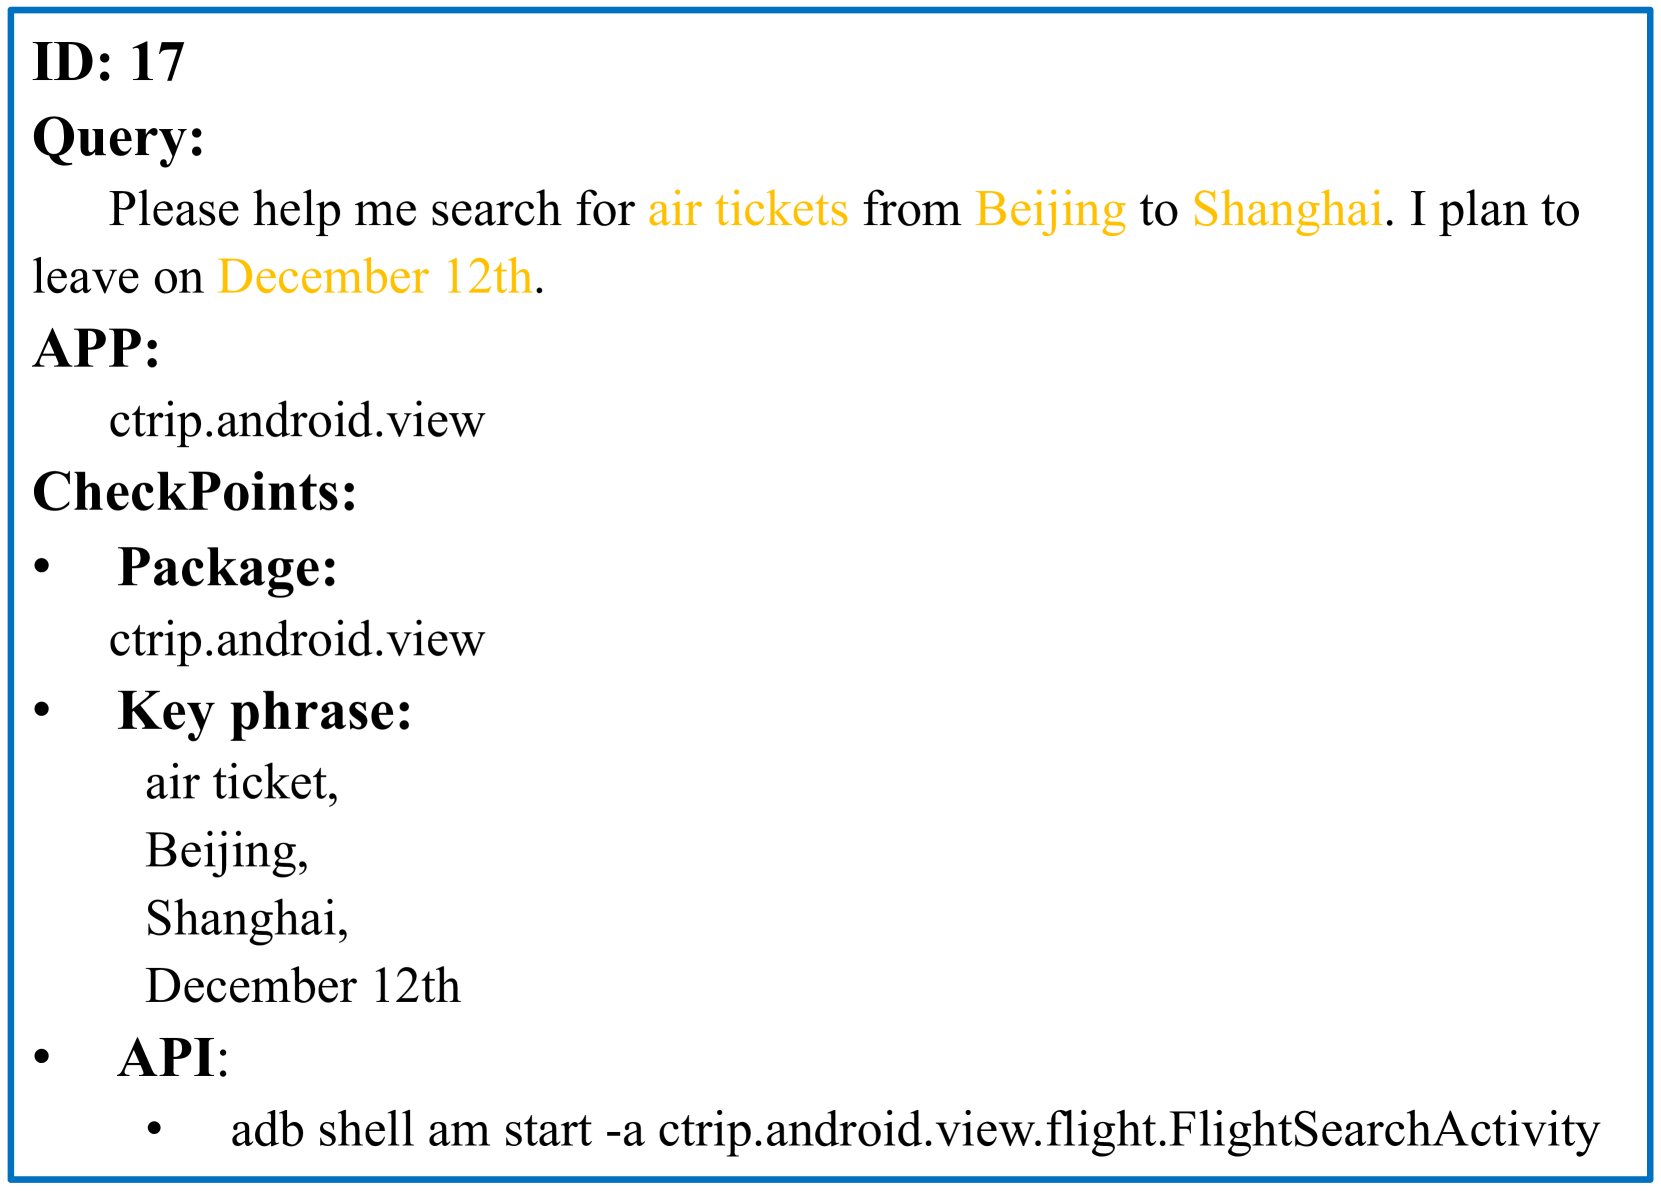 ID: 17
Query:
Please help me search for air tickets from Beijing to Shanghai. I plan to
leave on December 12th.
APP:
ctrip.android.view
CheckPoints:
• Package:
ctrip.android.view
• Key phrase:
air ticket,
Beijing,
Shanghai,
December 12th
• API:
• adb shell am start -a ctrip.android.view.flight.FlightSearchActivity